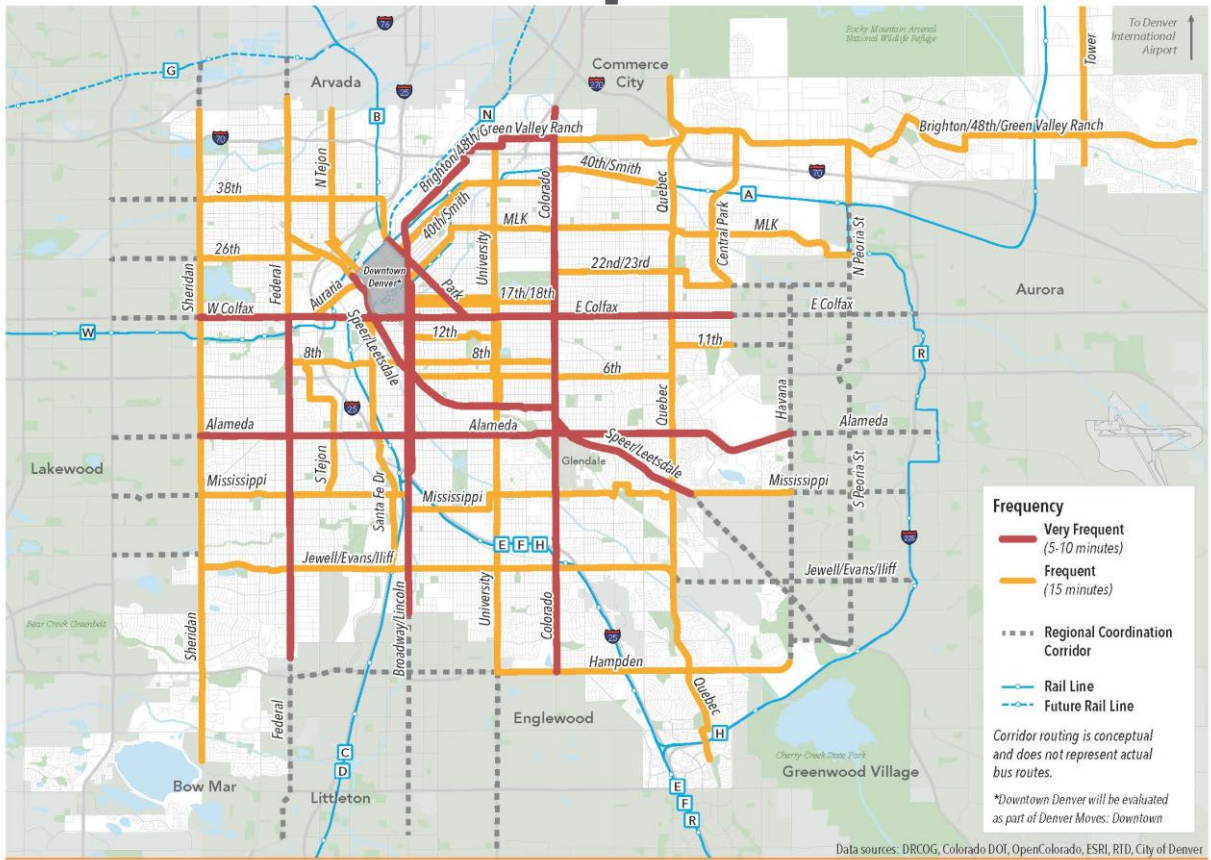 76
To Denver
International
Airport
Rocky Mountain Arsenal
National Wildlife Refuge
Tower
G
Arvada
Commerce
City
270
25
B
N
70
N Tejon
Brighton/48th/Green Valley Ranch
Brighton/48th/Green Valley Ranch
40th/Smith
70
38th
Colorado
Quebec
A
40th/Smith
MLK
Central Park
MLK
N Peoria St
26th
University
Sheridan
Federal
Downtown
Denver*
22nd/23rd
Auraria
Park
17th/18th
Aurora
W Colfax
E Colfax
E Colfax
W
Speer/Leetsdale
12th
11th
8th
8th
R
6th
25
Quebec
Havana
Alameda
Alameda
Alameda
Speer/Leetsdale
Lakewood
S Tejon
Glendale
Mississippi
Santa Fe Dr
Mississippi
Mississippi
S Peoria St
225
E F H
Jewell/Evans/Iliff
Jewell/Evans/Iliff
Bear Creek Greenbelt
Sheridan
Broadway/Lincoln
University
Colorado
25
Hampden
Federal
Quebec
Englewood
H
Cherry Creek State Park
Greenwood Village
C
D
Bow Mar
Littleton
E
F
R
Frequency
Very Frequent
(5-10 minutes)
Frequent
(15 minutes)
Regional Coordination
Corridor
Rail Line
Future Rail Line
Corridor routing is conceptual
and does not represent actual
bus routes.
*Downtown Denver will be evaluated
as part of Denver Moves: Downtown
Data sources: DRCOG, Colorado DOT, OpenColorado, ESRI, RTD, City of Denver